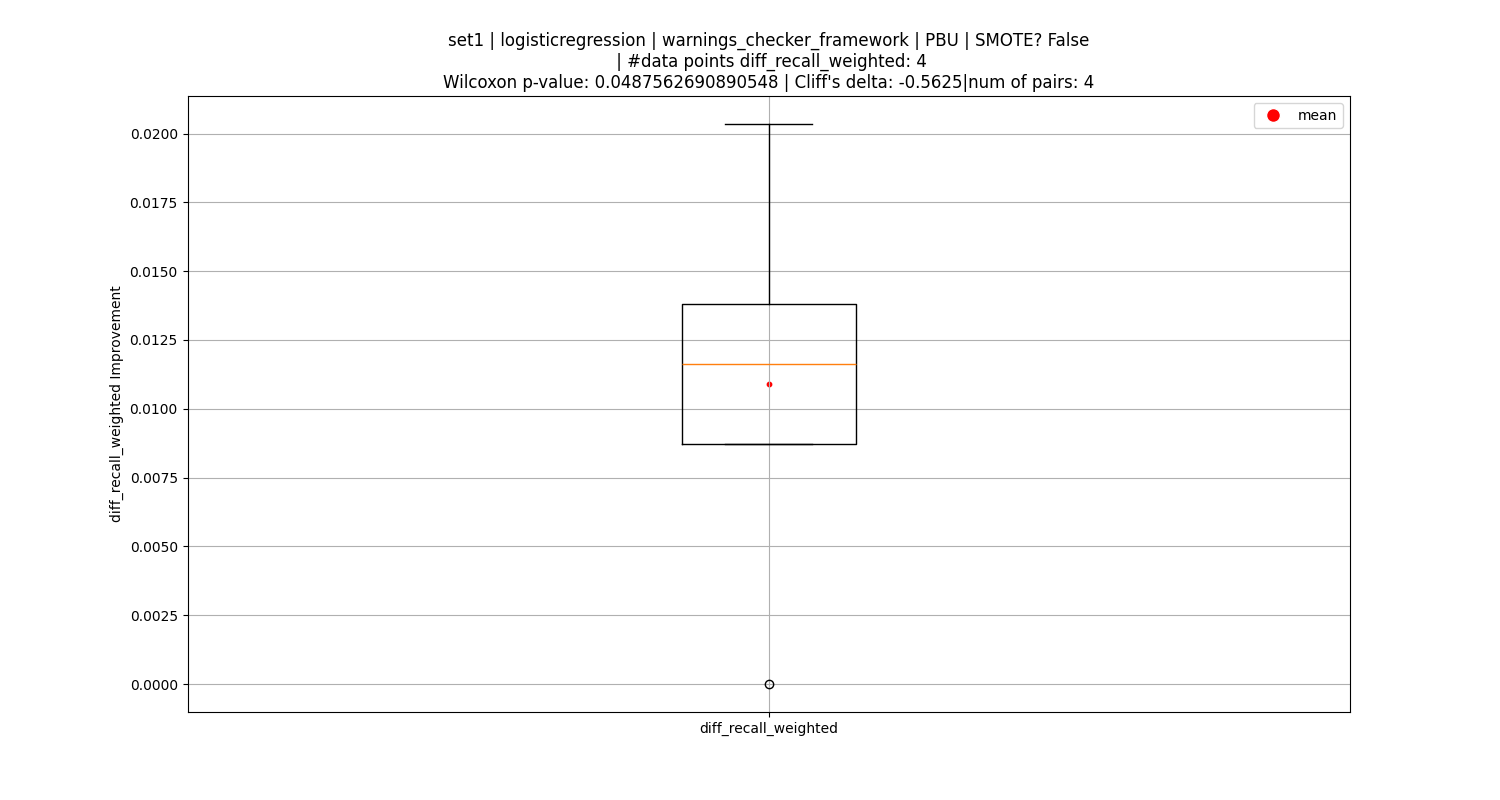 set1 | logisticregression | warnings_checker_framework | PBU | SMOTE? False
| #data points diff_recall_weighted: 4
Wilcoxon p-value: 0.0487562690890548 | Cliff's delta: -0.5625|num of pairs: 4
mean
0.0200
0.0175
0.0150
0.0125
0.0100
0.0075
0.0050
0.0025
0.0000
diff_recall_weighted Improvement
diff_recall_weighted